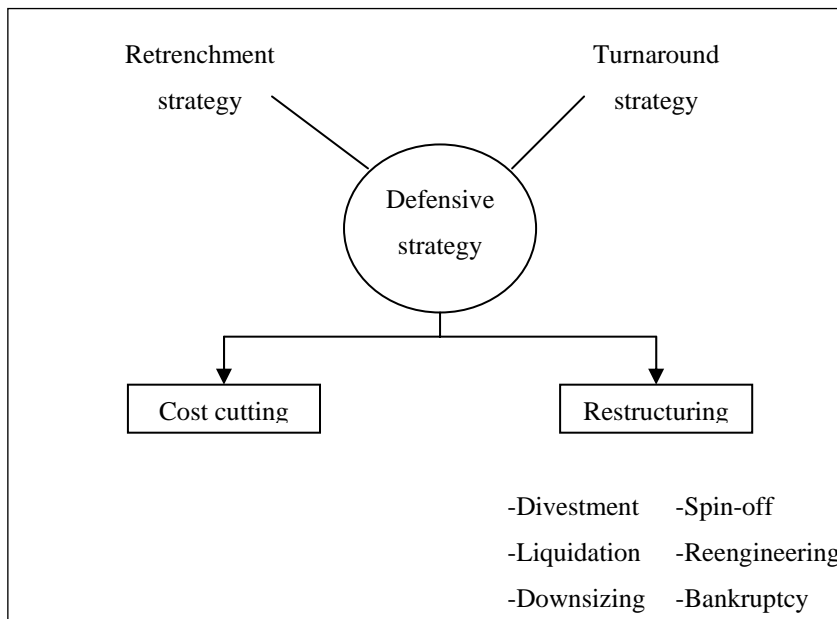 Retrenchment
strategy
Turnaround
strategy
Defensive
strategy
Cost cutting
Restructuring
-Divestment -Spin-off
-Liquidation -Reengineering
-Downsizing -Bankruptcy